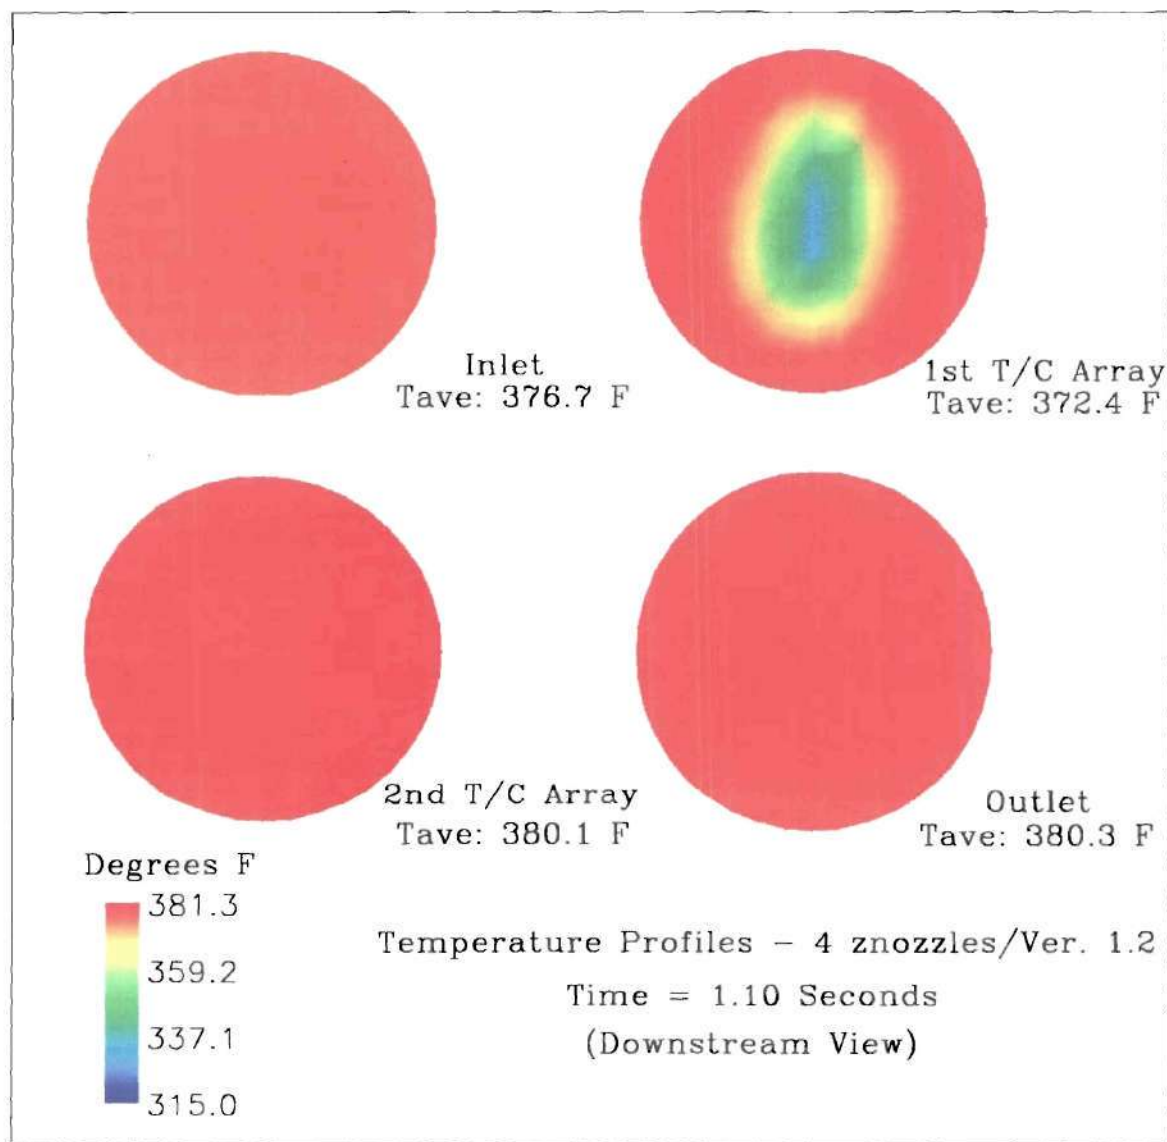 Inlet
Tave: 376.7 F
1st T/C Array
Tave: 372.4 F
2nd T/C Array
Tave: 380.1 F
Outlet
Tave: 380.3 F
Degrees F
381.3
359.2
337.1
315.0
Temperature Profiles - 4 znozzles/Ver. 1.2
Time = 1.10 Seconds
(Downstream View)